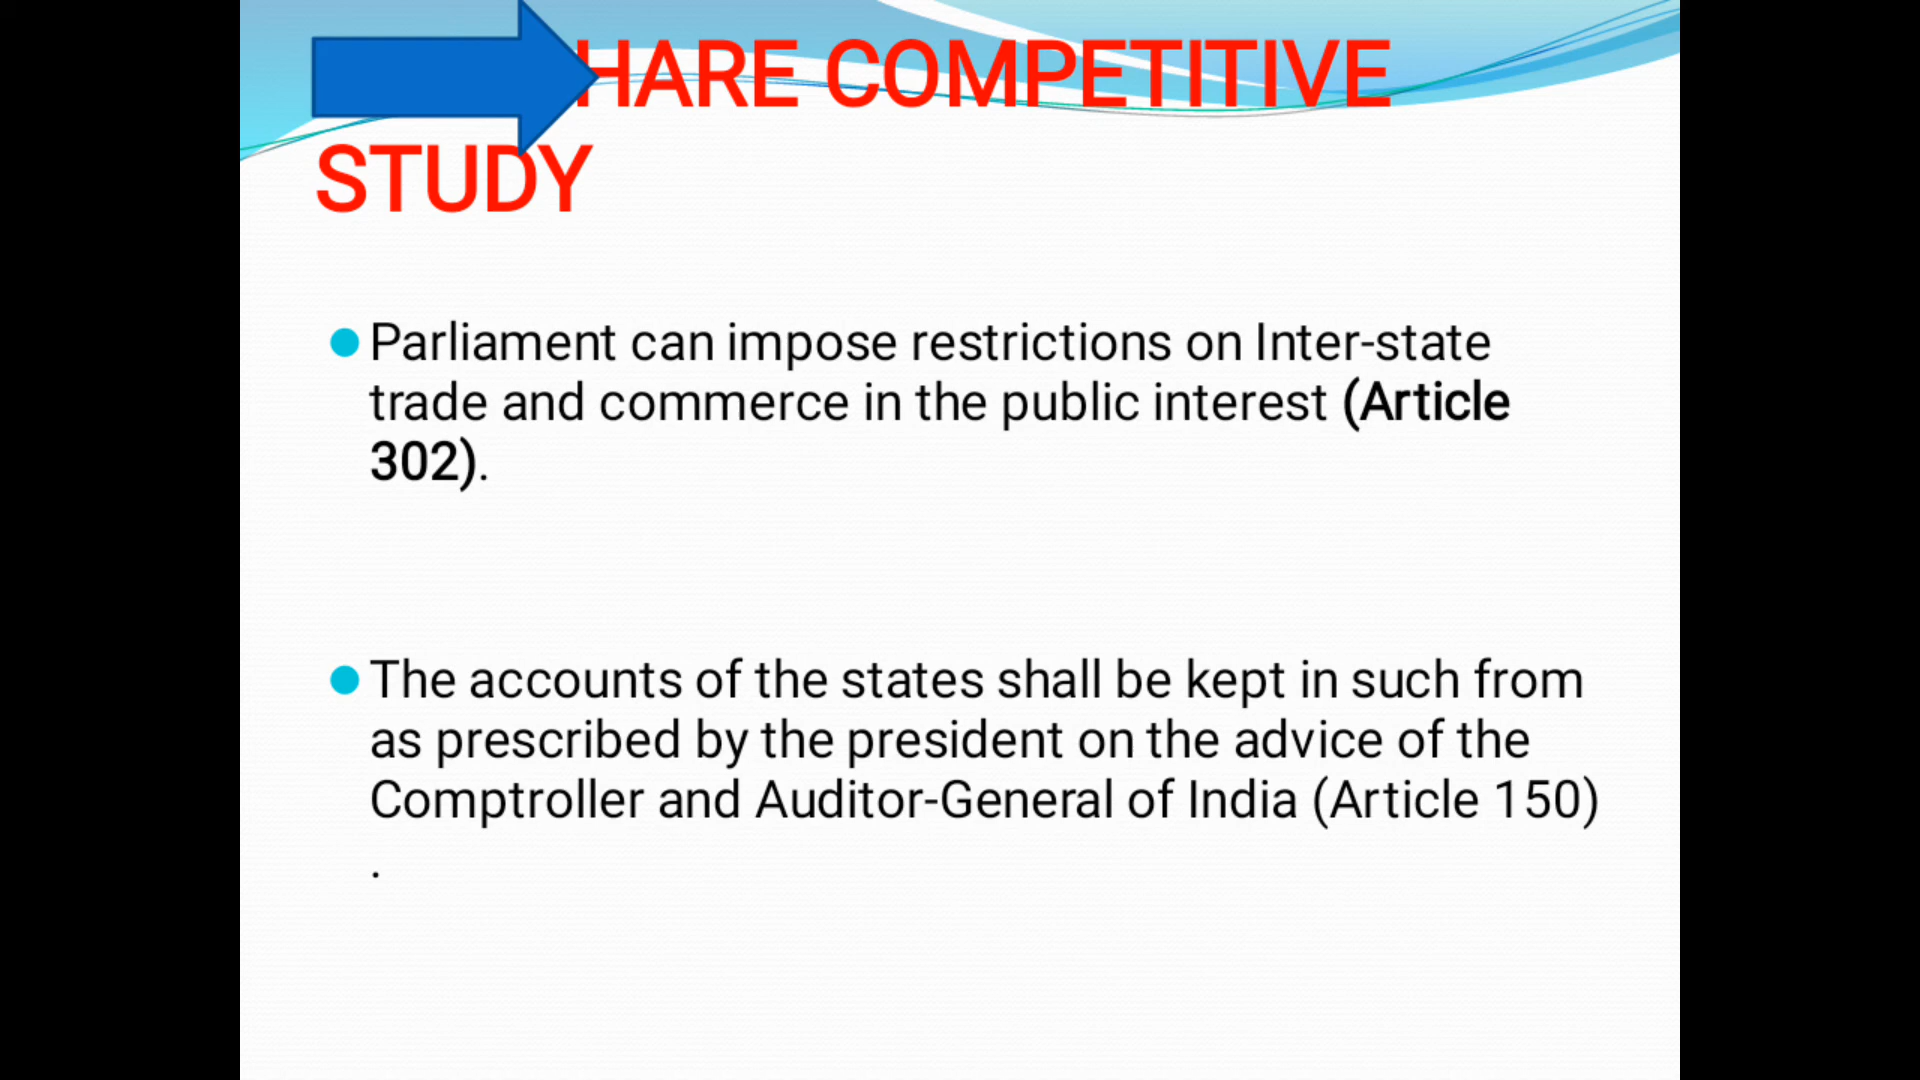 HARE COMPETITIVE
STUDY
Parliament can impose restrictions on Inter-state
trade and commerce in the public interest (Article
302).
The accounts of the states shall be kept in such from
as prescribed by the president on the advice of the
Comptroller and Auditor-General of India (Article 150)
.